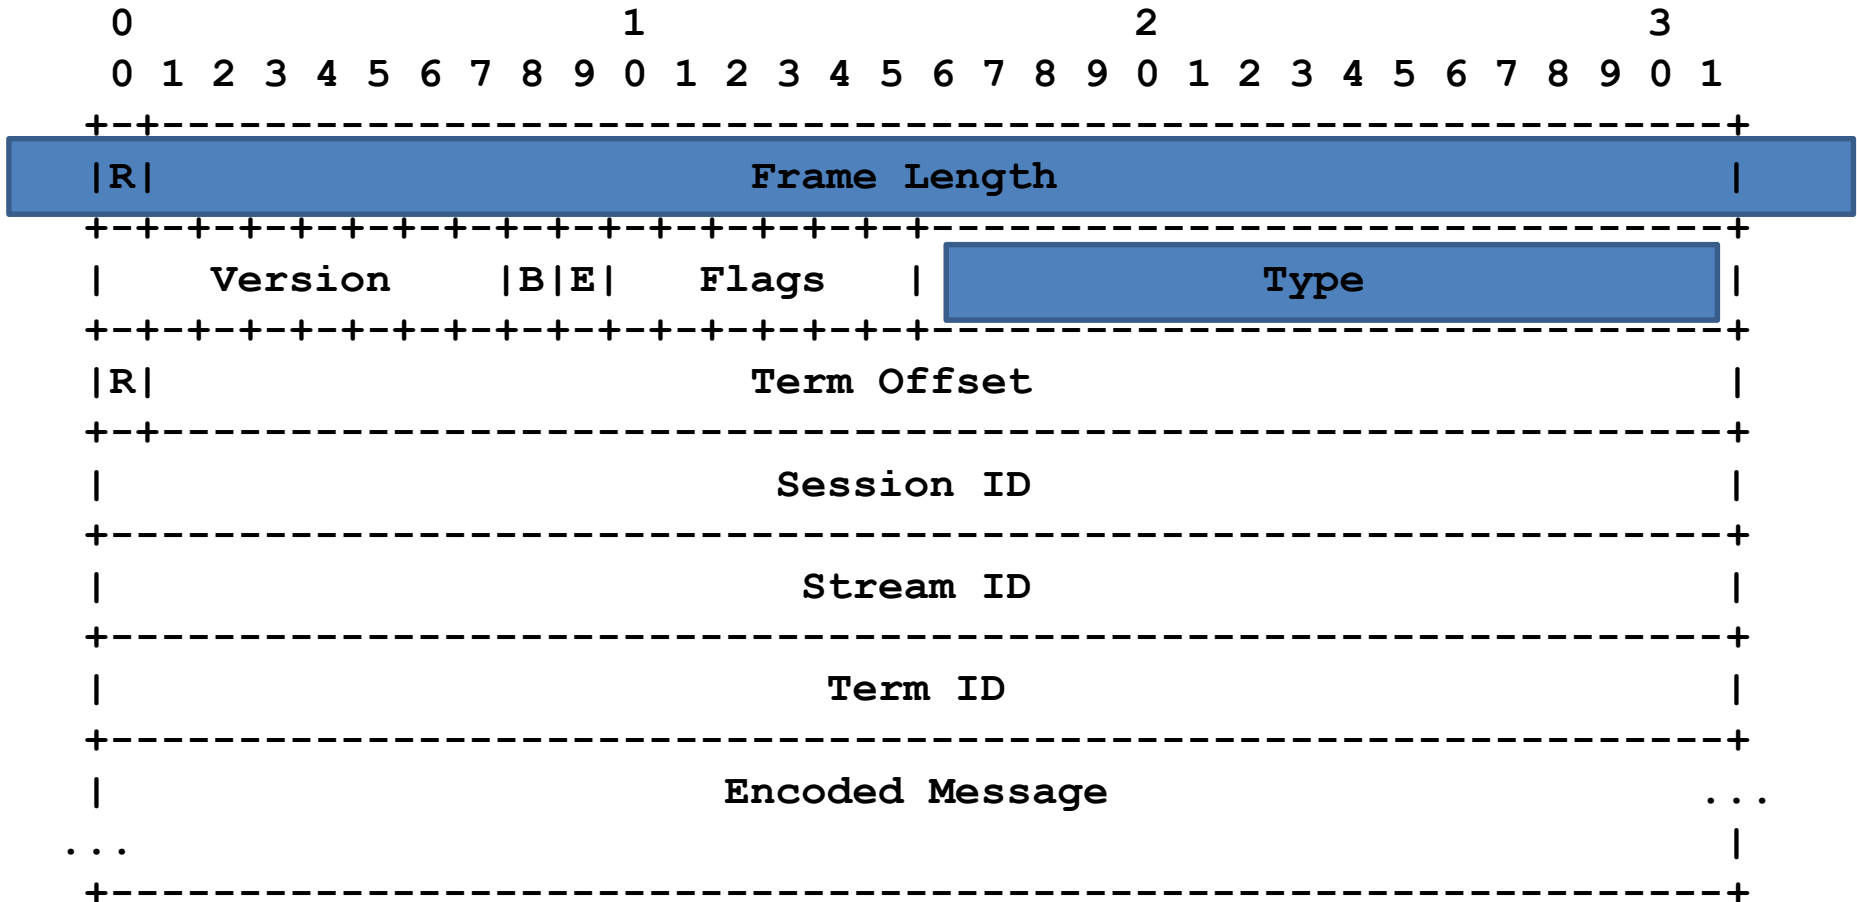 0                   1                   2                   3
0 1 2 3 4 5 6 7 8 9 0 1 2 3 4 5 6 7 8 9 0 1 2 3 4 5 6 7 8 9 0 1
+-+-------------------------------------------------------------+
|R|                       Frame Length                          |
+-+-+-+-+-+-+-+-+-+-+-+-+-+-+-+-+-------------------------------+
|    Version    |B|E|   Flags   |             Type              |
+-+-+-+-+-+-+-+-+-+-+-+-+-+-+-+-+-------------------------------+
|R|                       Term Offset                           |
+-+-------------------------------------------------------------+
|                          Session ID                           |
+---------------------------------------------------------------+
|                           Stream ID                           |
+---------------------------------------------------------------+
|                            Term ID                            |
+---------------------------------------------------------------+
|                        Encoded Message                       ...
...                                                             |
+---------------------------------------------------------------+